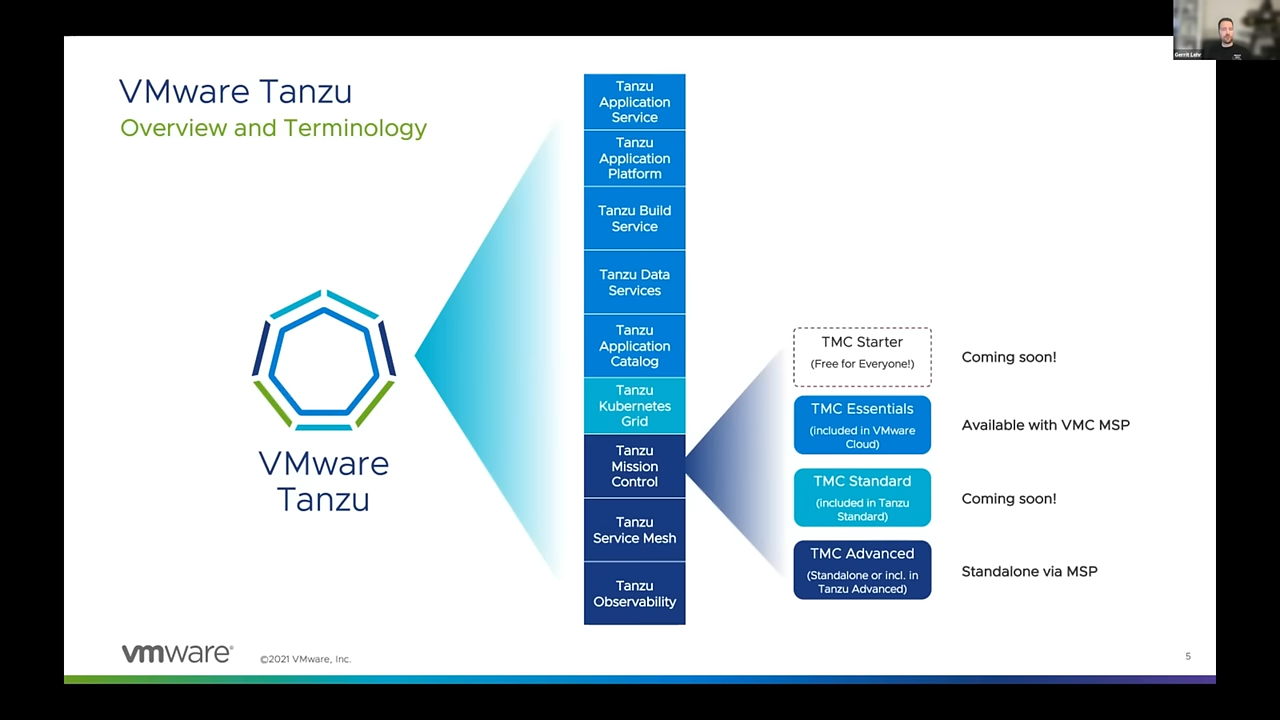 VMware Tanzu
Overview and Terminology
VMware
Tanzu
Tanzu
Application
Service
Tanzu
Application
Platform
Tanzu Build
Service
Tanzu Data
Services
Tanzu
Application
Catalog
Tanzu
Kubernetes
Grid
Tanzu
Mission
Control
Tanzu
Service Mesh
Tanzu
Observability
TMC Starter
(Free for Everyone!)
Coming soon!
TMC Essentials
(included in VMware
Cloud)
Available with VMC MSP
TMC Standard
(included in Tanzu
Standard)
Coming soon!
TMC Advanced
(Standalone or incl. in
Tanzu Advanced)
Standalone via MSP
vmware®
©2021 VMware, Inc.
5
Gerrit Lehr